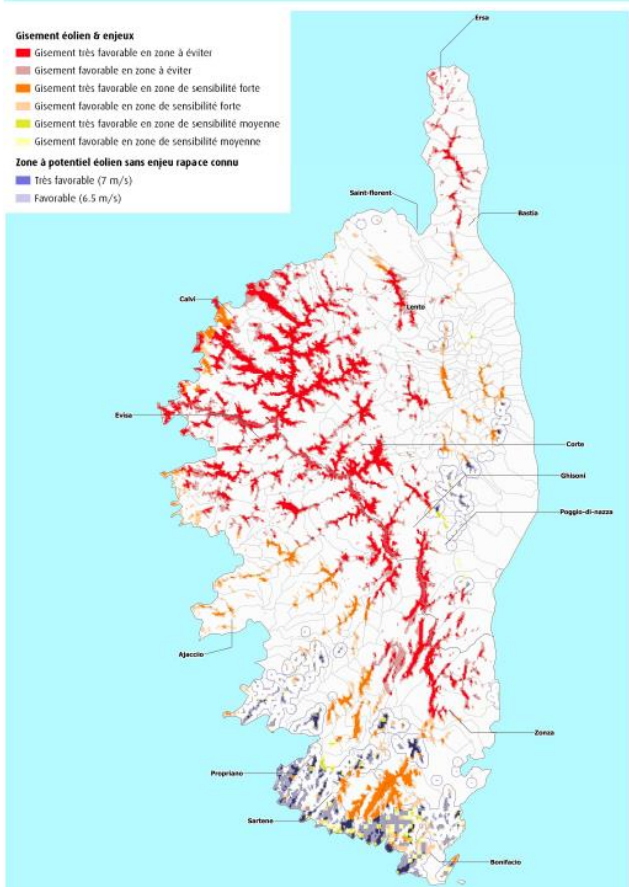 Gisement éolien & enjeux
Gisement très favorable en zone à éviter
Gisement favorable en zone à éviter
Gisement très favorable en zone de sensibilité forte
Gisement favorable en zone de sensibilité forte
Gisement très favorable en zone de sensibilité moyenne
Gisement favorable en zone de sensibilité moyenne
Zone à potentiel éolien sans enjeu rapace connu
Très favorable (7 m/s)
Favorable (6.5 m/s)
Ersa
Saint-florent
Bastia
Calvi
Lento
Evisa
Corte
Ghisoni
Poggio-di-nazza
Ajaccio
Zonza
Propriano
Sartene
Bonifacio